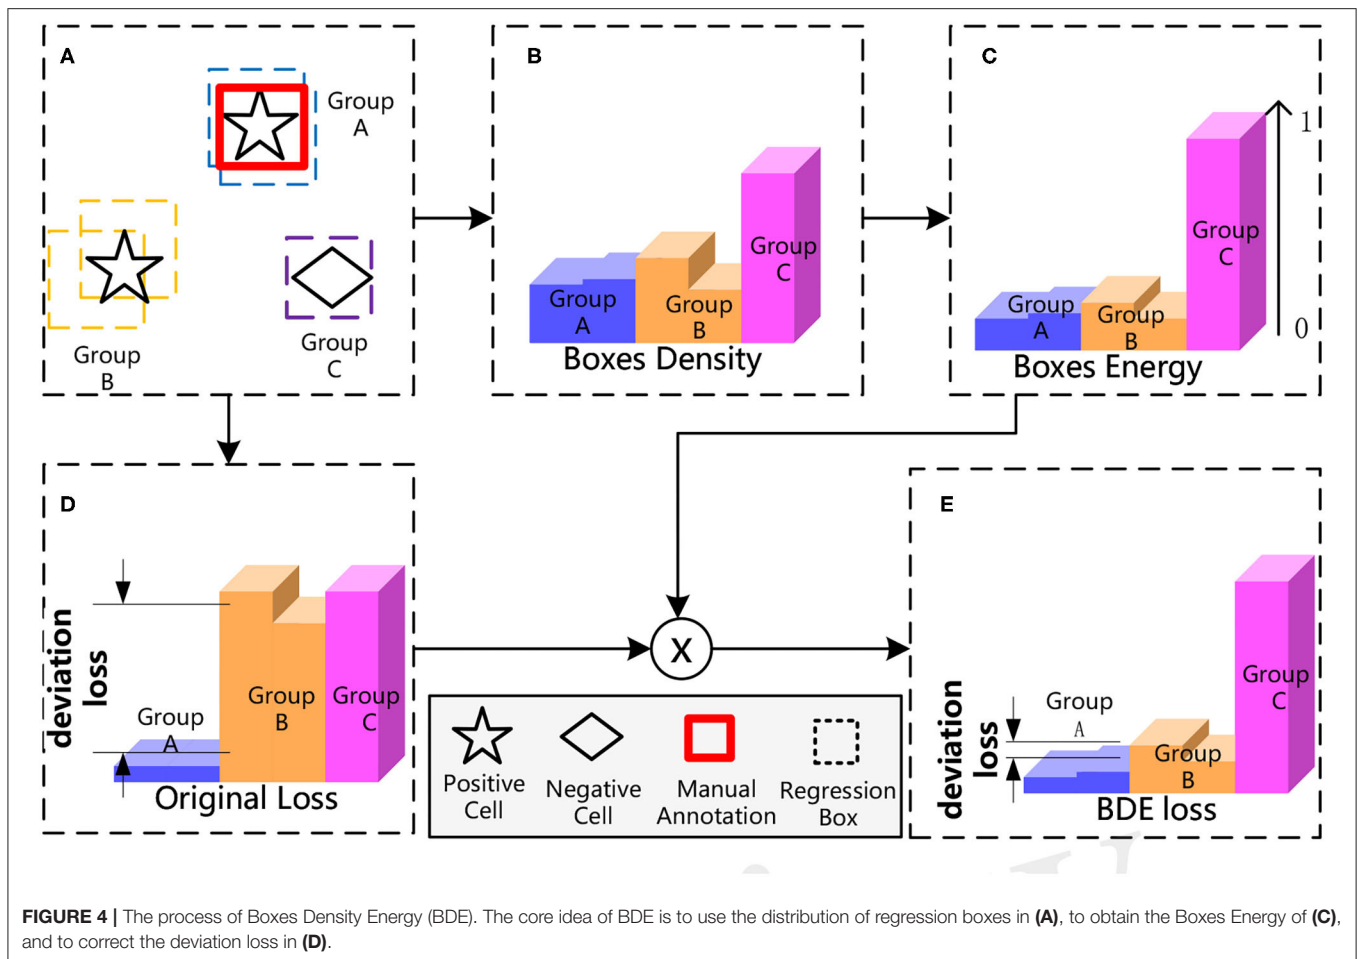 A
Group
A
Group
B
Group
C
B
Group
A
Group
B
Group
C
Boxes Density
C
Group
A
Group
B
Group
C
1
0
Boxes Energy
D
deviation
loss
Group
A
Group
B
Group
C
Original Loss
X
E
deviation
loss
Group
A
Group
B
Group
C
BDE loss
Positive
Cell
Negative
Cell
Manual
Annotation
Regression
Box
FIGURE 4 | The process of Boxes Density Energy (BDE). The core idea of BDE is to use the distribution of regression boxes in (A), to obtain the Boxes Energy of (C),
and to correct the deviation loss in (D).